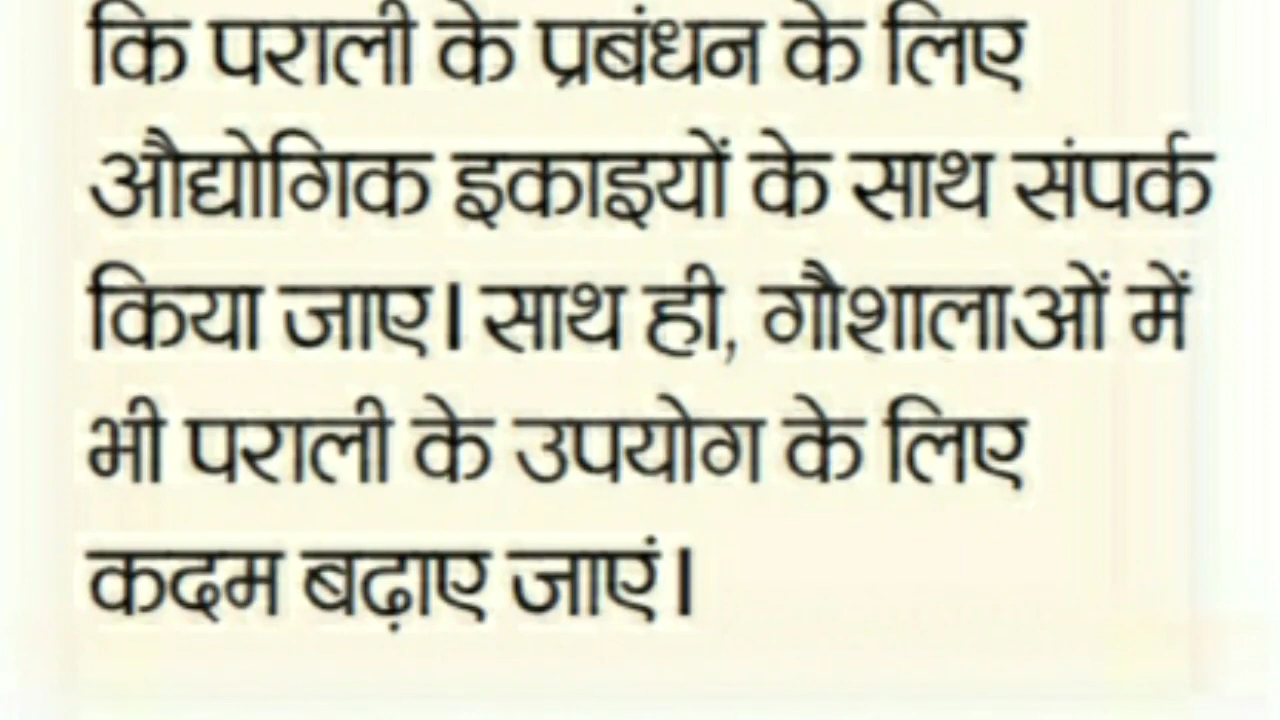 कि पराली के प्रबंधन के लिए
औद्योगिक इकाइयों के साथ संपर्क
किया जाए। साथ ही, गौशालाओं में
भी पराली के उपयोग के लिए
कदम बढ़ाए जाएं।